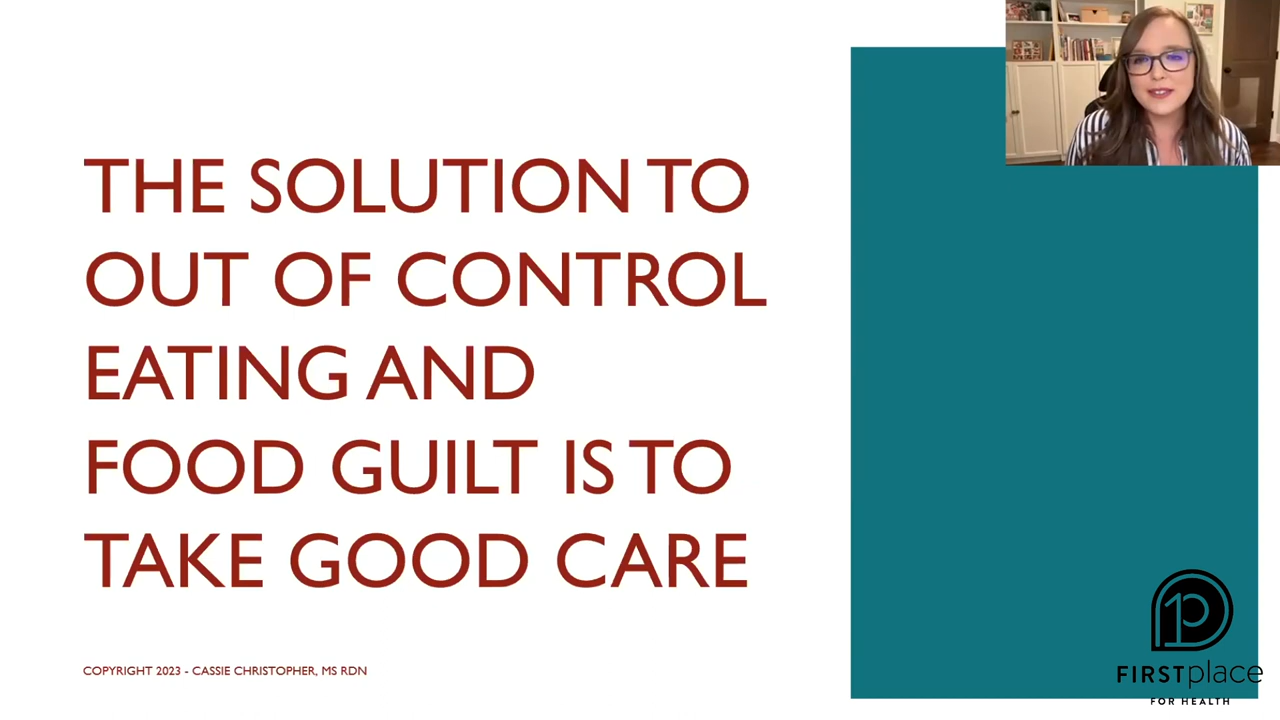 THE SOLUTION TO
OUT OF CONTROL
EATING AND
FOOD GUILT IS TO
TAKE GOOD CARE
COPYRIGHT 2023 - CASSIE CHRISTOPHER, MS RDN
FIRSTplace
FOR HEALTH